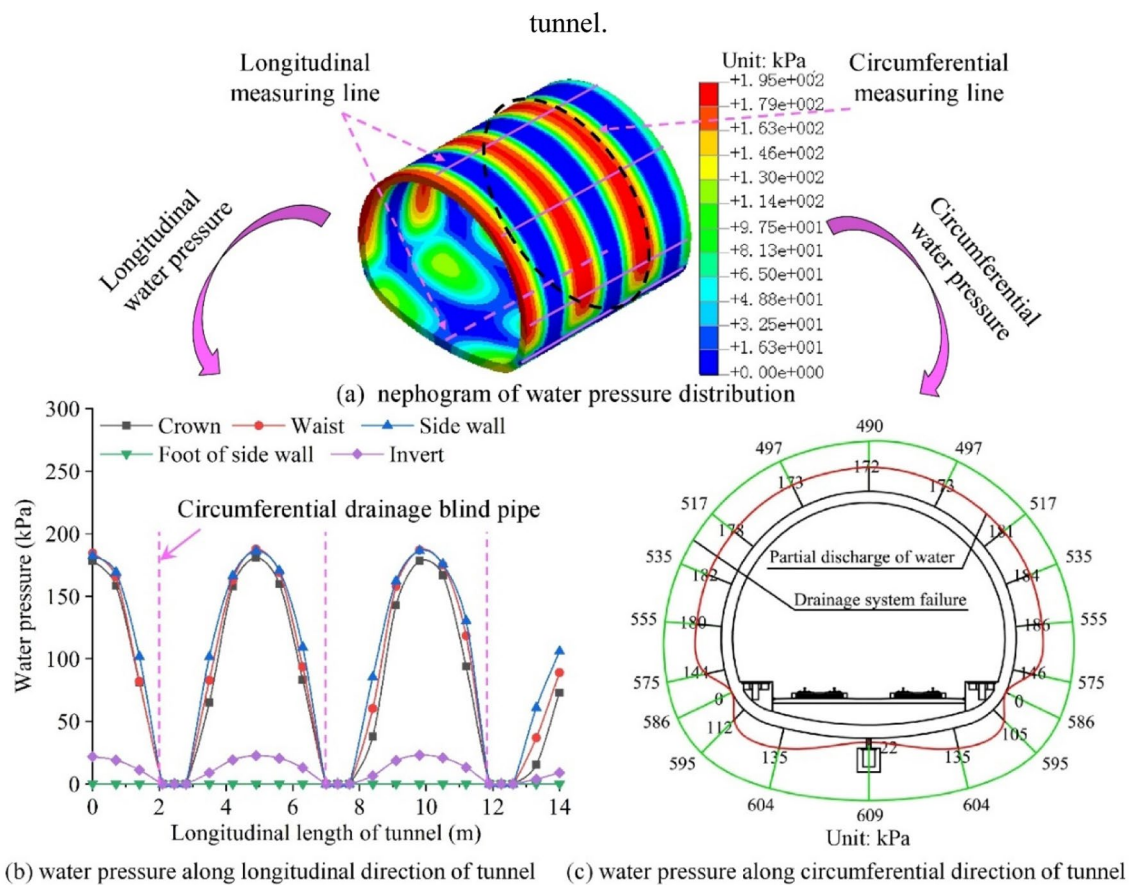 tunnel.
Longitudinal
measuring line
Unit: kPa
Circumferential
measuring line
+1.95e+002
+1.79e+002
+1.63e+002
+1.46e+002
+1.30e+002
+1.14e+002
+9.75e+001
+8.13e+001
+6.50e+001
+4.88e+001
+3.25e+001
+1.63e+001
+0.00e+000
Longitudinal
water pressure
Circumferential
water pressure
(a) nephogram of water pressure distribution
Crown Waist Side wall
Foot of side wall Invert
Circumferential drainage blind pipe
Water pressure (kPa)
300
250
200
150
100
50
0
0 2 4 6 8 10 12 14
Longitudinal length of tunnel (m)
(b) water pressure along longitudinal direction of tunnel
490
497 497
172
173 173
517 517
178 181
535 535
Partial discharge of water
182 184
Drainage system failure
555 555
180 186
144 146
575 575
0 0
586 586
112 105
595 595
135 22 135
604 604
609
Unit: kPa
(c) water pressure along circumferential direction of tunnel